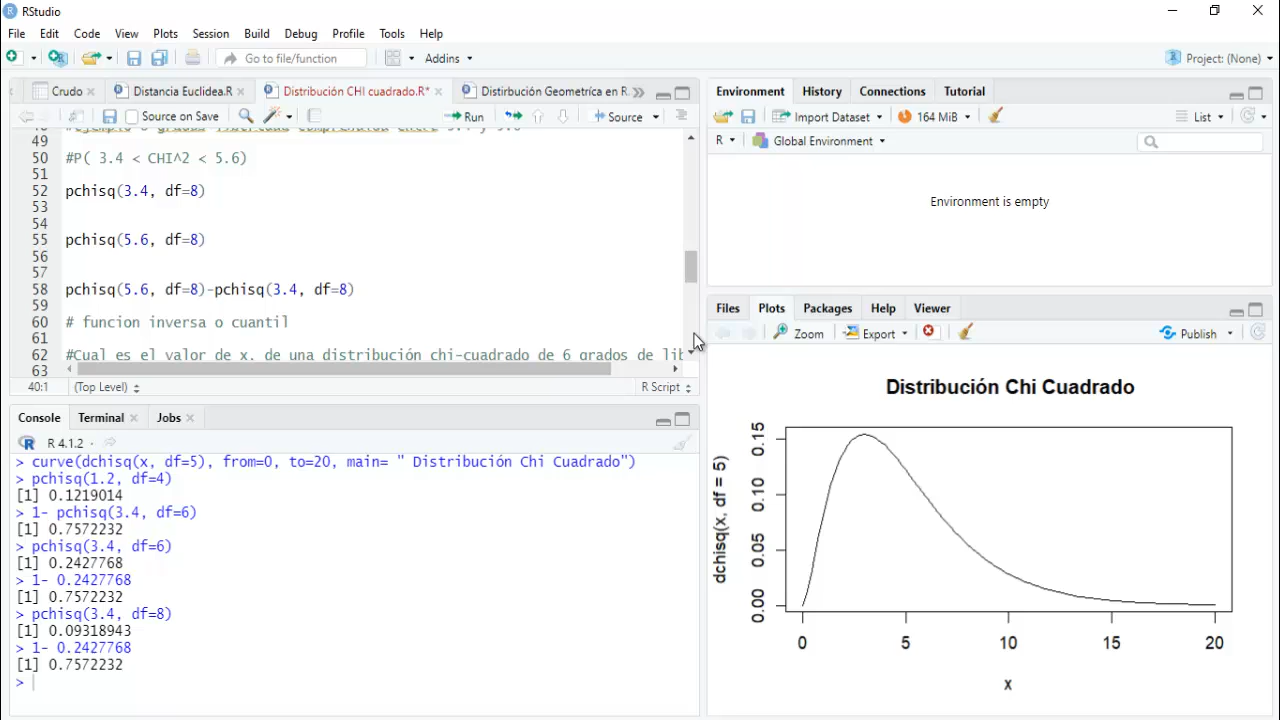 RStudio
File Edit Code View Plots Session Build Debug Profile Tools Help
Go to file/function
Addins
Project: (None)
Crudo
Distancia Euclidea.R
Distribución CHI cuadrado.R*
Distirbución Geometríca en R.
Source on Save
Run
Source
49
50 #P( 3.4 < CHI^2 < 5.6)
51
52 pchisq(3.4, df=8)
53
54
55 pchisq(5.6, df=8)
56
57
58 pchisq(5.6, df=8)-pchisq(3.4, df=8)
59
60 # funcion inversa o cuantil
61
62 #Cual es el valor de x. de una distribución chi-cuadrado de 6 grados de lib
63
40:1 (Top Level) R Script
Console Terminal Jobs
R 4.1.2 ·
> curve(dchisq(x, df=5), from=0, to=20, main= " Distribución Chi Cuadrado")
> pchisq(1.2, df=4)
[1] 0.1219014
> 1- pchisq(3.4, df=6)
[1] 0.7572232
> pchisq(3.4, df=6)
[1] 0.2427768
> 1- 0.2427768
[1] 0.7572232
> pchisq(3.4, df=8)
[1] 0.09318943
> 1- 0.2427768
[1] 0.7572232
>
Environment History Connections Tutorial
Import Dataset
164 MiB
List
R
Global Environment
Environment is empty
Files Plots Packages Help Viewer
Zoom
Export
Publish
Distribución Chi Cuadrado
dchisq(x, df = 5)
0.15
0.10
0.05
0.00
0 5 10 15 20
x